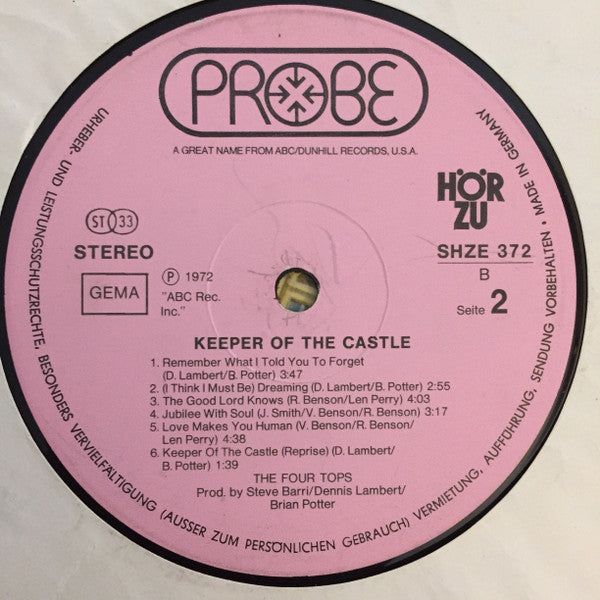 PROBE
A GREAT NAME FROM ABC/DUNHILL RECORDS, U.S.A.
HÖR
ZU
ST 33
STEREO
SHZE 372
B
GEMA
Ⓟ 1972
"ABC Rec.
Inc."
Seite 2
KEEPER OF THE CASTLE
1. Remember What I Told You To Forget
(D. Lambert/B. Potter) 3:47
2. (I Think I Must Be) Dreaming (D. Lambert/B. Potter) 2:55
3. The Good Lord Knows (R. Benson/Len Perry) 4:03
4. Jubilee With Soul (J. Smith/V. Benson/R. Benson) 3:17
5. Love Makes You Human (V. Benson/R. Benson/
Len Perry) 4:38
6. Keeper Of The Castle (Reprise) (D. Lambert/
B. Potter) 1:39
THE FOUR TOPS
Prod. by Steve Barri/Dennis Lambert/
Brian Potter
URHEBER- UND LEISTUNGSSCHUTZRECHTE, BESONDERS VERVIELFÄLTIGUNG (AUSSER ZUM PERSÖNLICHEN GEBRAUCH) VERMIETUNG, AUFFÜHRUNG, SENDUNG VORBEHALTEN • MADE IN GERMANY